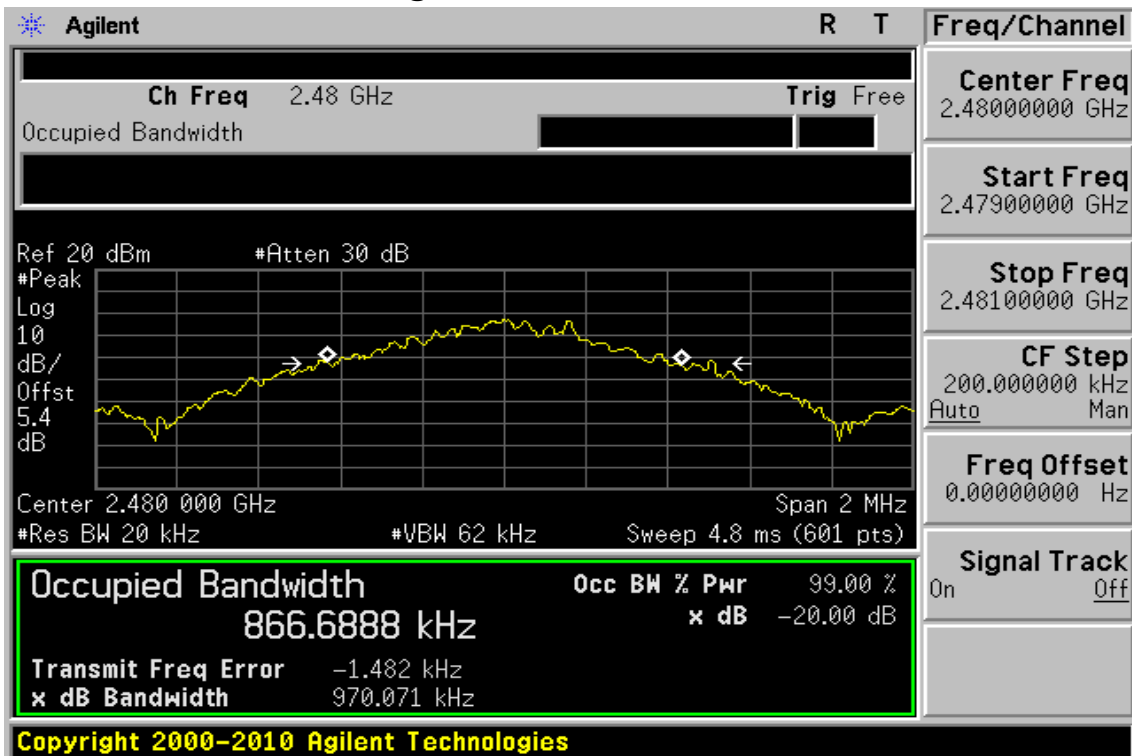 Agilent R T Freq/Channel
Ch Freq 2.48 GHz Trig Free
Occupied Bandwidth
Center Freq
2.48000000 GHz
Start Freq
2.47900000 GHz
Stop Freq
2.48100000 GHz
CF Step
200.000000 kHz
Auto Man
Freq Offset
0.00000000 Hz
Signal Track
On Off
Ref 20 dBm #Atten 30 dB
#Peak
Log
10
dB/
Offst
5.4
dB
Center 2.480 000 GHz Span 2 MHz
#Res BW 20 kHz #VBW 62 kHz Sweep 4.8 ms (601 pts)
Occupied Bandwidth Occ BW % Pwr 99.00 %
866.6888 kHz x dB -20.00 dB
Transmit Freq Error -1.482 kHz
x dB Bandwidth 970.071 kHz
Copyright 2000-2010 Agilent Technologies